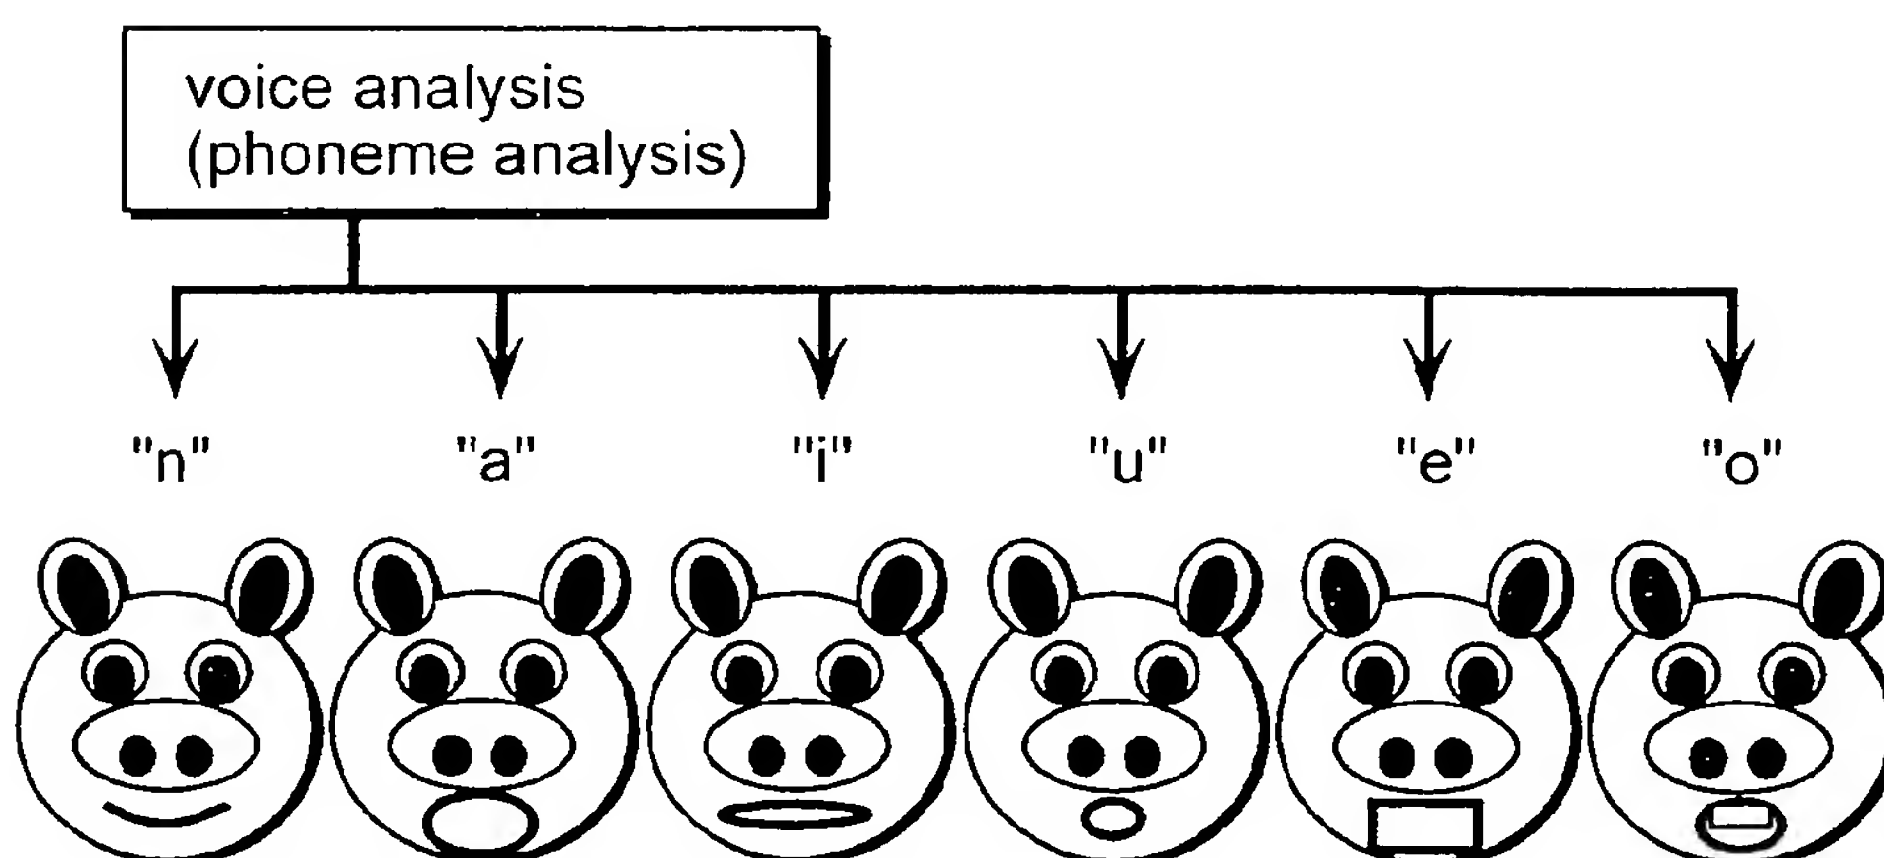 voice analysis
(phoneme analysis)
"n" "a" "i" "u" "e" "o"